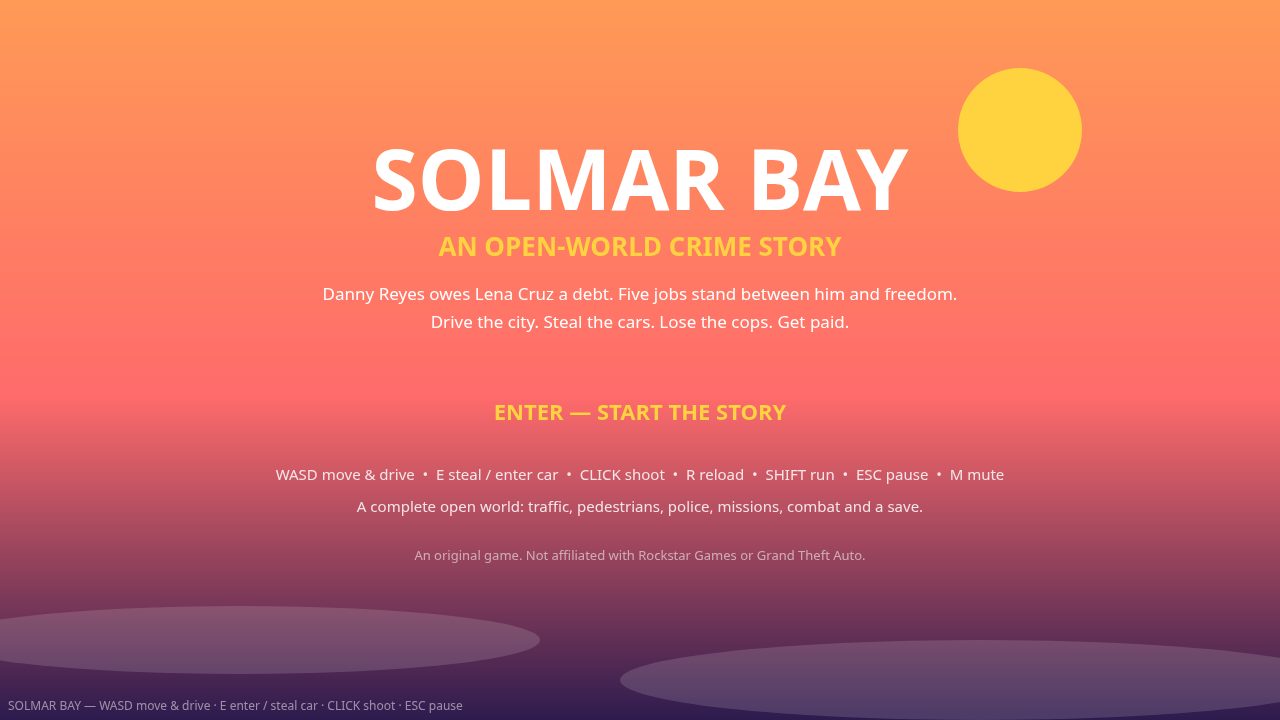 SOLMAR BAY
AN OPEN-WORLD CRIME STORY
Danny Reyes owes Lena Cruz a debt. Five jobs stand between him and freedom.
Drive the city. Steal the cars. Lose the cops. Get paid.
ENTER — START THE STORY
WASD move & drive • E steal / enter car • CLICK shoot • R reload • SHIFT run • ESC pause • M mute
A complete open world: traffic, pedestrians, police, missions, combat and a save.
An original game. Not affiliated with Rockstar Games or Grand Theft Auto.
SOLMAR BAY — WASD move & drive · E enter / steal car · CLICK shoot · ESC pause